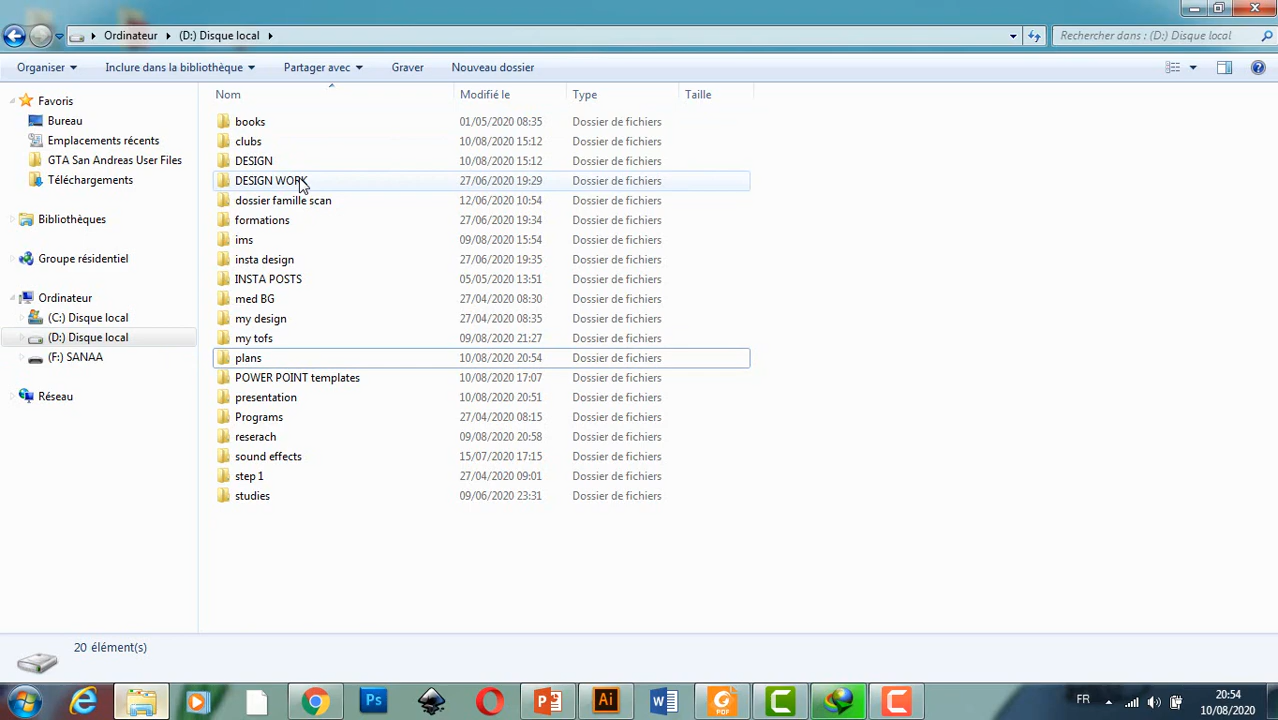 Ordinateur (D:) Disque local
Rechercher dans : (D:) Disque local
Organiser Inclure dans la bibliothèque Partager avec Graver Nouveau dossier
Nom Modifié le Type Taille
Favoris
Bureau
Emplacements récents
GTA San Andreas User Files
Téléchargements
Bibliothèques
Groupe résidentiel
Ordinateur
(C:) Disque local
(D:) Disque local
(F:) SANAA
Réseau
books 01/05/2020 08:35 Dossier de fichiers
clubs 10/08/2020 15:12 Dossier de fichiers
DESIGN 10/08/2020 15:12 Dossier de fichiers
DESIGN WORK 27/06/2020 19:29 Dossier de fichiers
dossier famille scan 12/06/2020 10:54 Dossier de fichiers
formations 27/06/2020 19:34 Dossier de fichiers
ims 09/08/2020 15:54 Dossier de fichiers
insta design 27/06/2020 19:35 Dossier de fichiers
INSTA POSTS 05/05/2020 13:51 Dossier de fichiers
med BG 27/04/2020 08:30 Dossier de fichiers
my design 27/04/2020 08:35 Dossier de fichiers
my tofs 09/08/2020 21:27 Dossier de fichiers
plans 10/08/2020 20:54 Dossier de fichiers
POWER POINT templates 10/08/2020 17:07 Dossier de fichiers
presentation 10/08/2020 20:51 Dossier de fichiers
Programs 27/04/2020 08:15 Dossier de fichiers
reserach 09/08/2020 20:58 Dossier de fichiers
sound effects 15/07/2020 17:15 Dossier de fichiers
step 1 27/04/2020 09:01 Dossier de fichiers
studies 09/06/2020 23:31 Dossier de fichiers
20 élément(s)
Ps
Ai
PDF
FR
20:54
10/08/2020